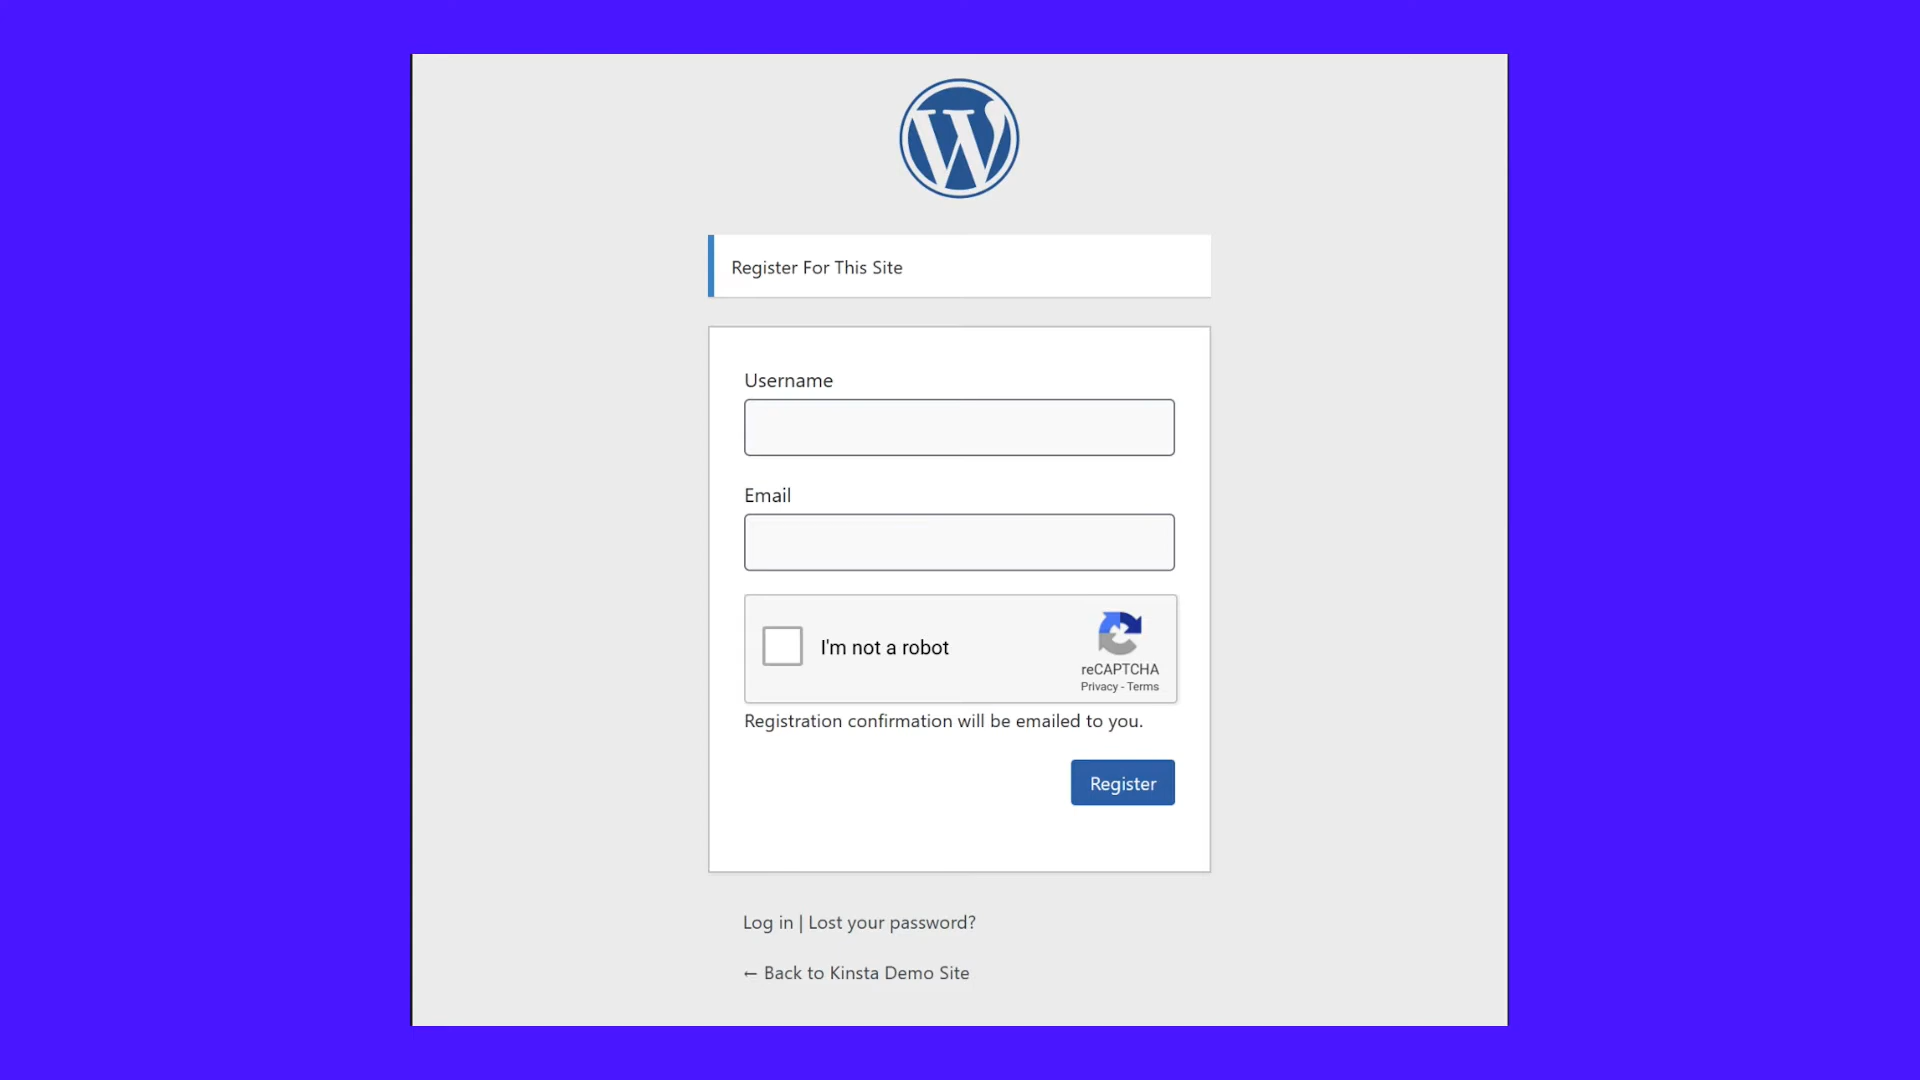 Register For This Site
Username
Email
I'm not a robot
reCAPTCHA
Privacy - Terms
Registration confirmation will be emailed to you.
Register
Log in | Lost your password?
← Back to Kinsta Demo Site